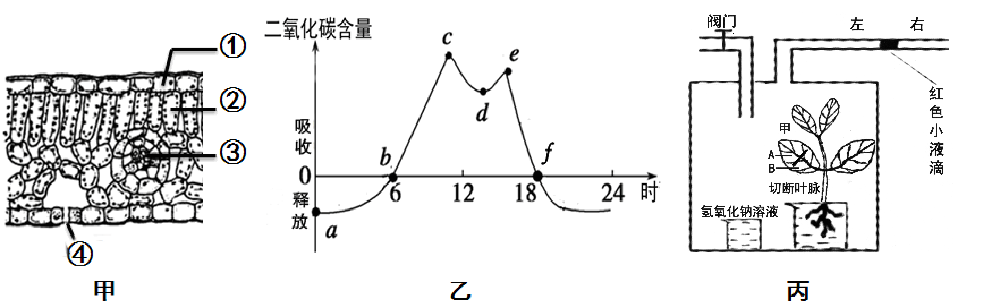 ①
②
③
④
甲
二氧化碳含量
c
e
d
b
f
吸收
0
释放
a
6
12
18
24
时
乙
阀门
左
右
红色小液滴
甲
A
B
切断叶脉
氢氧化钠溶液
丙